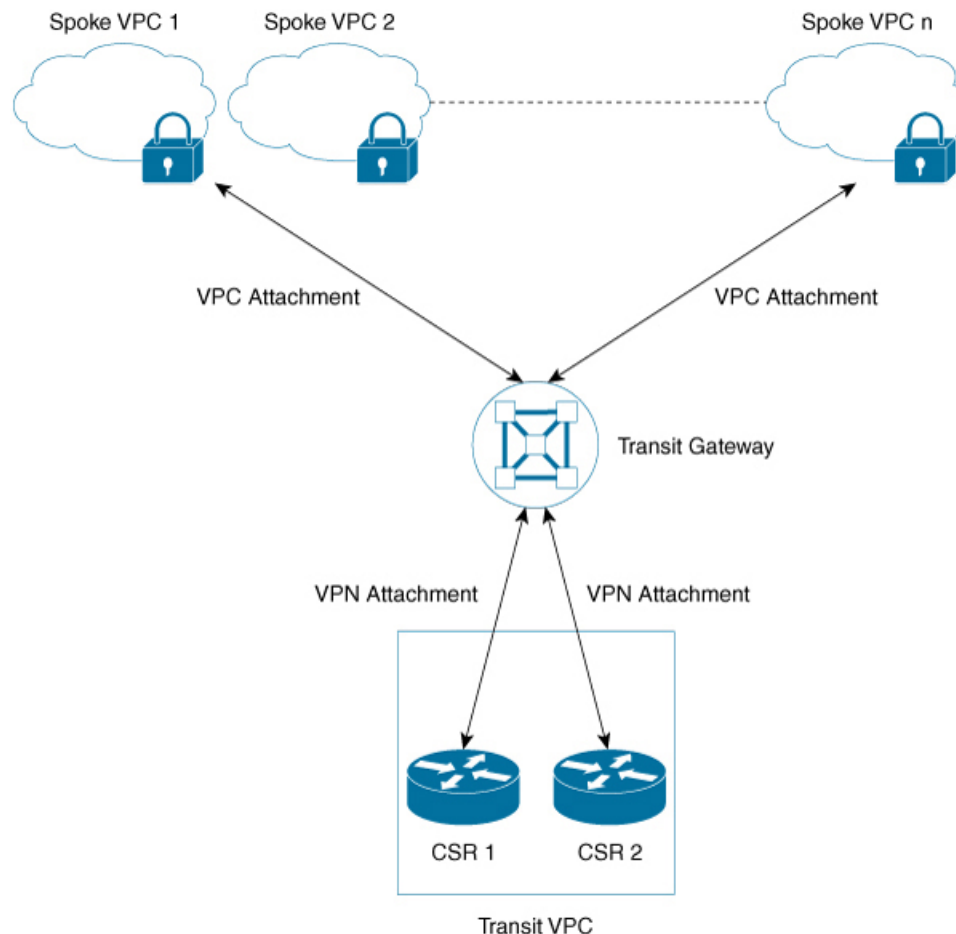 Spoke VPC 1
Spoke VPC 2
Spoke VPC n
VPC Attachment
VPC Attachment
Transit Gateway
VPN Attachment
VPN Attachment
CSR 1
CSR 2
Transit VPC